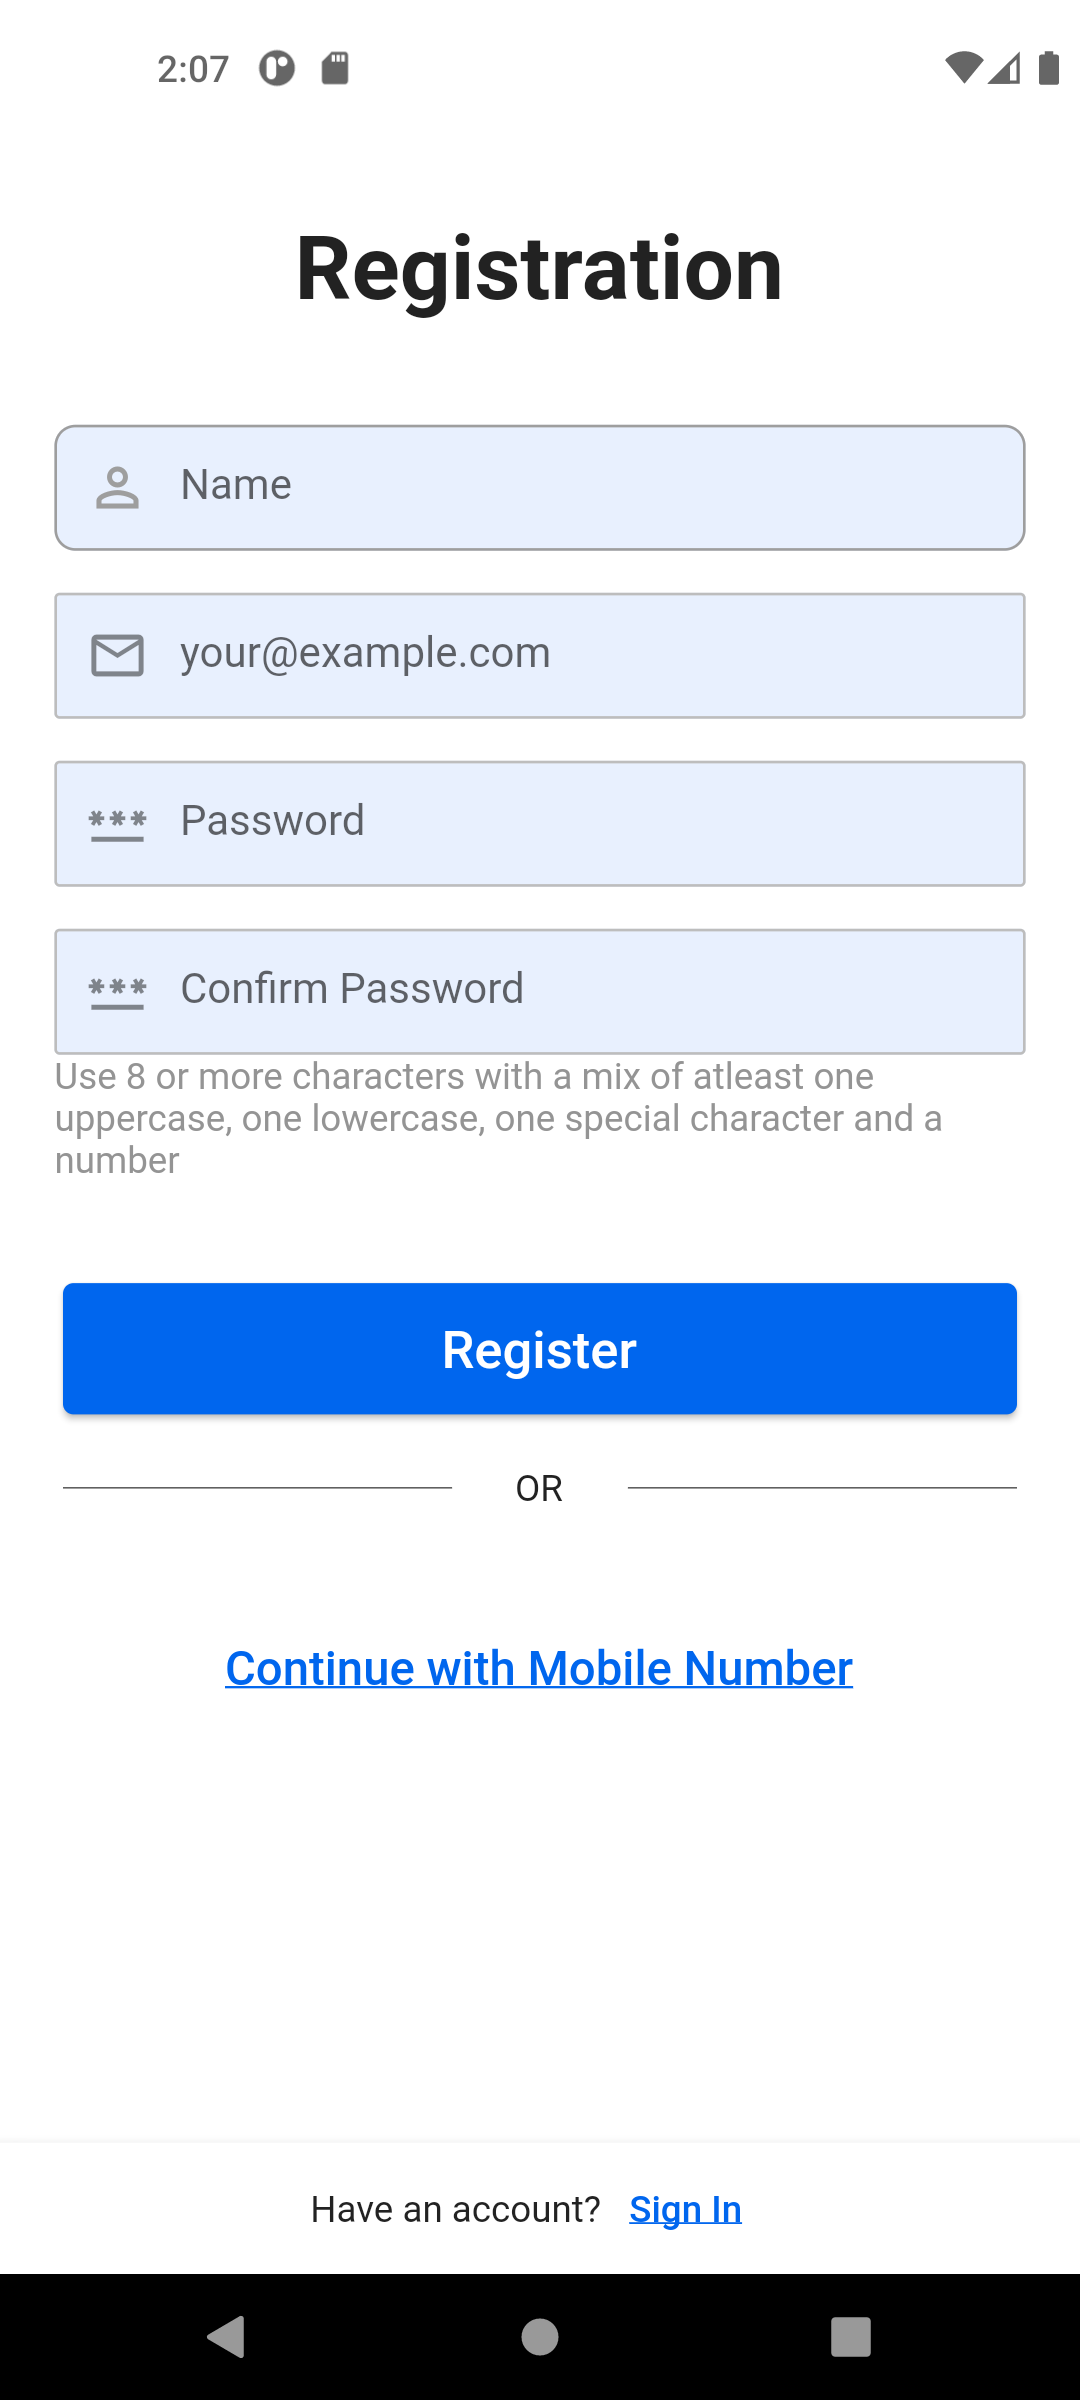 2:07
Registration
Name
your@example.com
Password
Confirm Password
Use 8 or more characters with a mix of atleast one
uppercase, one lowercase, one special character and a
number
Register
OR
Continue with Mobile Number
Have an account? Sign In